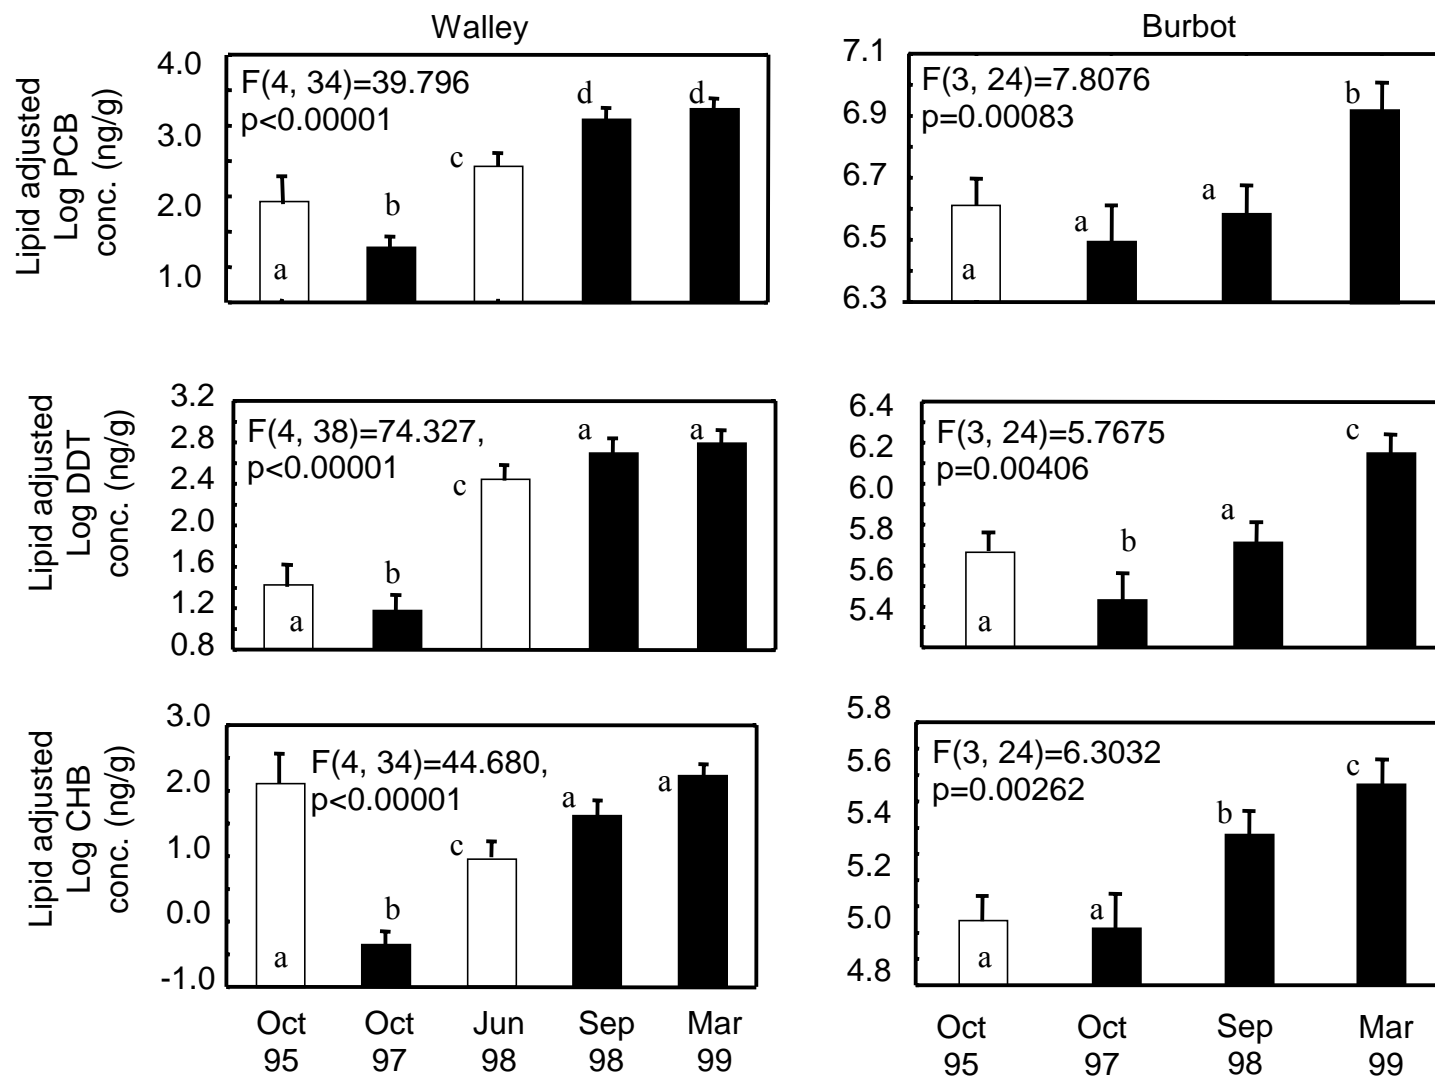 Walley
Burbot
Lipid adjusted
Log PCB
conc. (ng/g)
4.0
3.0
2.0
1.0
F(4, 34)=39.796
p<0.00001
a
b
c
d
d
7.1
6.9
6.7
6.5
6.3
F(3, 24)=7.8076
p=0.00083
a
a
a
b
Lipid adjusted
Log DDT
conc. (ng/g)
3.2
2.8
2.4
2.0
1.6
1.2
0.8
F(4, 38)=74.327,
p<0.00001
a
b
c
a
a
6.4
6.2
6.0
5.8
5.6
5.4
F(3, 24)=5.7675
p=0.00406
a
b
a
c
Lipid adjusted
Log CHB
conc. (ng/g)
3.0
2.0
1.0
0.0
-1.0
F(4, 34)=44.680,
p<0.00001
a
b
c
a
a
5.8
5.6
5.4
5.2
5.0
4.8
F(3, 24)=6.3032
p=0.00262
a
a
b
c
Oct
95
Oct
97
Jun
98
Sep
98
Mar
99
Oct
95
Oct
97
Sep
98
Mar
99